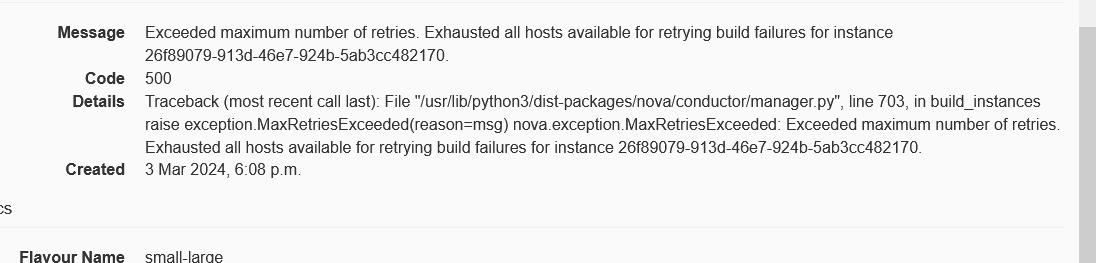 Message Exceeded maximum number of retries. Exhausted all hosts available for retrying build failures for instance
26f89079-913d-46e7-924b-5ab3cc482170.
Code 500
Details Traceback (most recent call last): File "/usr/lib/python3/dist-packages/nova/conductor/manager.py", line 703, in build_instances
raise exception.MaxRetriesExceeded(reason=msg) nova.exception.MaxRetriesExceeded: Exceeded maximum number of retries.
Exhausted all hosts available for retrying build failures for instance 26f89079-913d-46e7-924b-5ab3cc482170.
Created 3 Mar 2024, 6:08 p.m.
cs
Flavour Name small-large